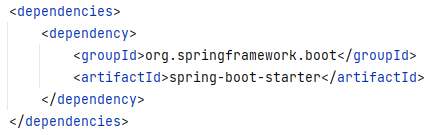 <dependencies>
    <dependency>
        <groupId>org.springframework.boot</groupId>
        <artifactId>spring-boot-starter</artifactId>
    </dependency>
</dependencies>